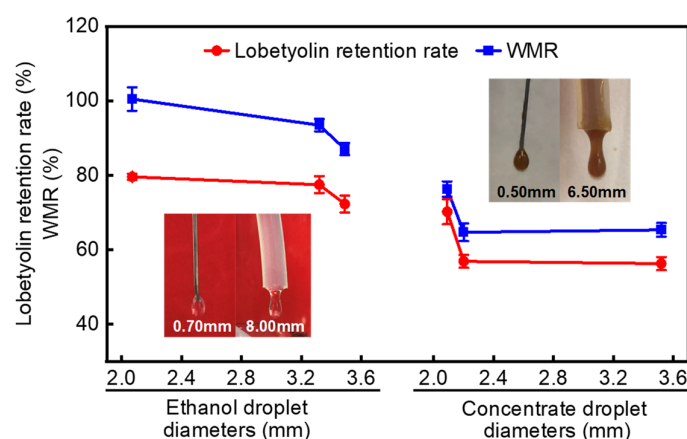 Lobetyolin retention rate (%)
WMR (%)
120
100
80
60
40
Lobetyolin retention rate
WMR
0.50mm
6.50mm
0.70mm
8.00mm
2.0 2.4 2.8 3.2 3.6
2.0 2.4 2.8 3.2 3.6
Ethanol droplet
diameters (mm)
Concentrate droplet
diameters (mm)